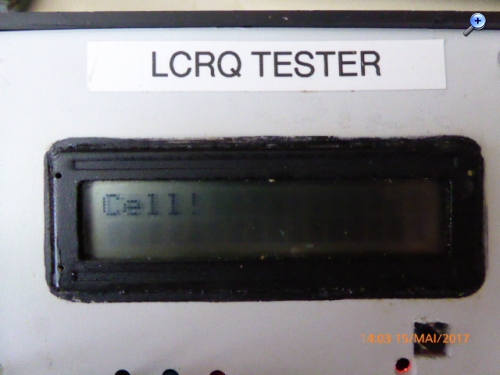 LCRQ TESTER
Cell!
14:03 15/MAI/2017